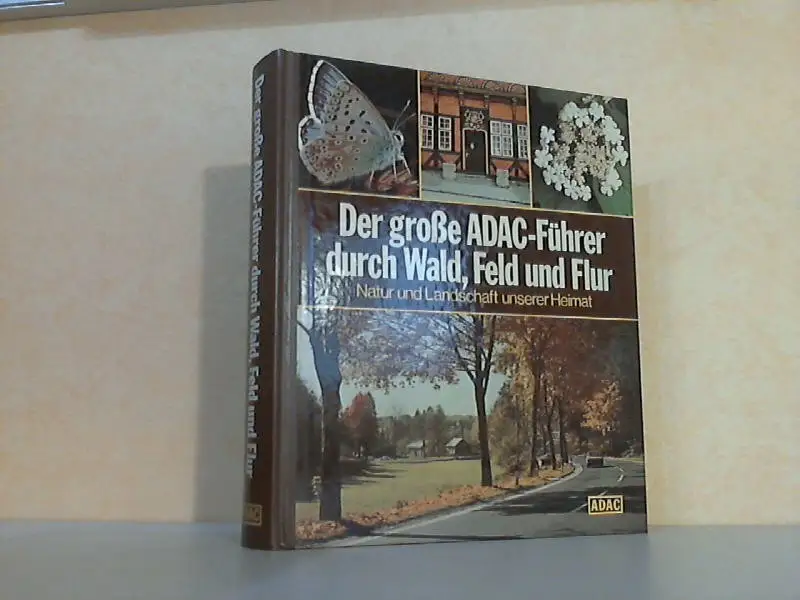 Der große ADAC-Führer durch Wald, Feld und Flur
ADAC
Der große ADAC-Führer
durch Wald, Feld und Flur
Natur und Landschaft unserer Heimat
ADAC